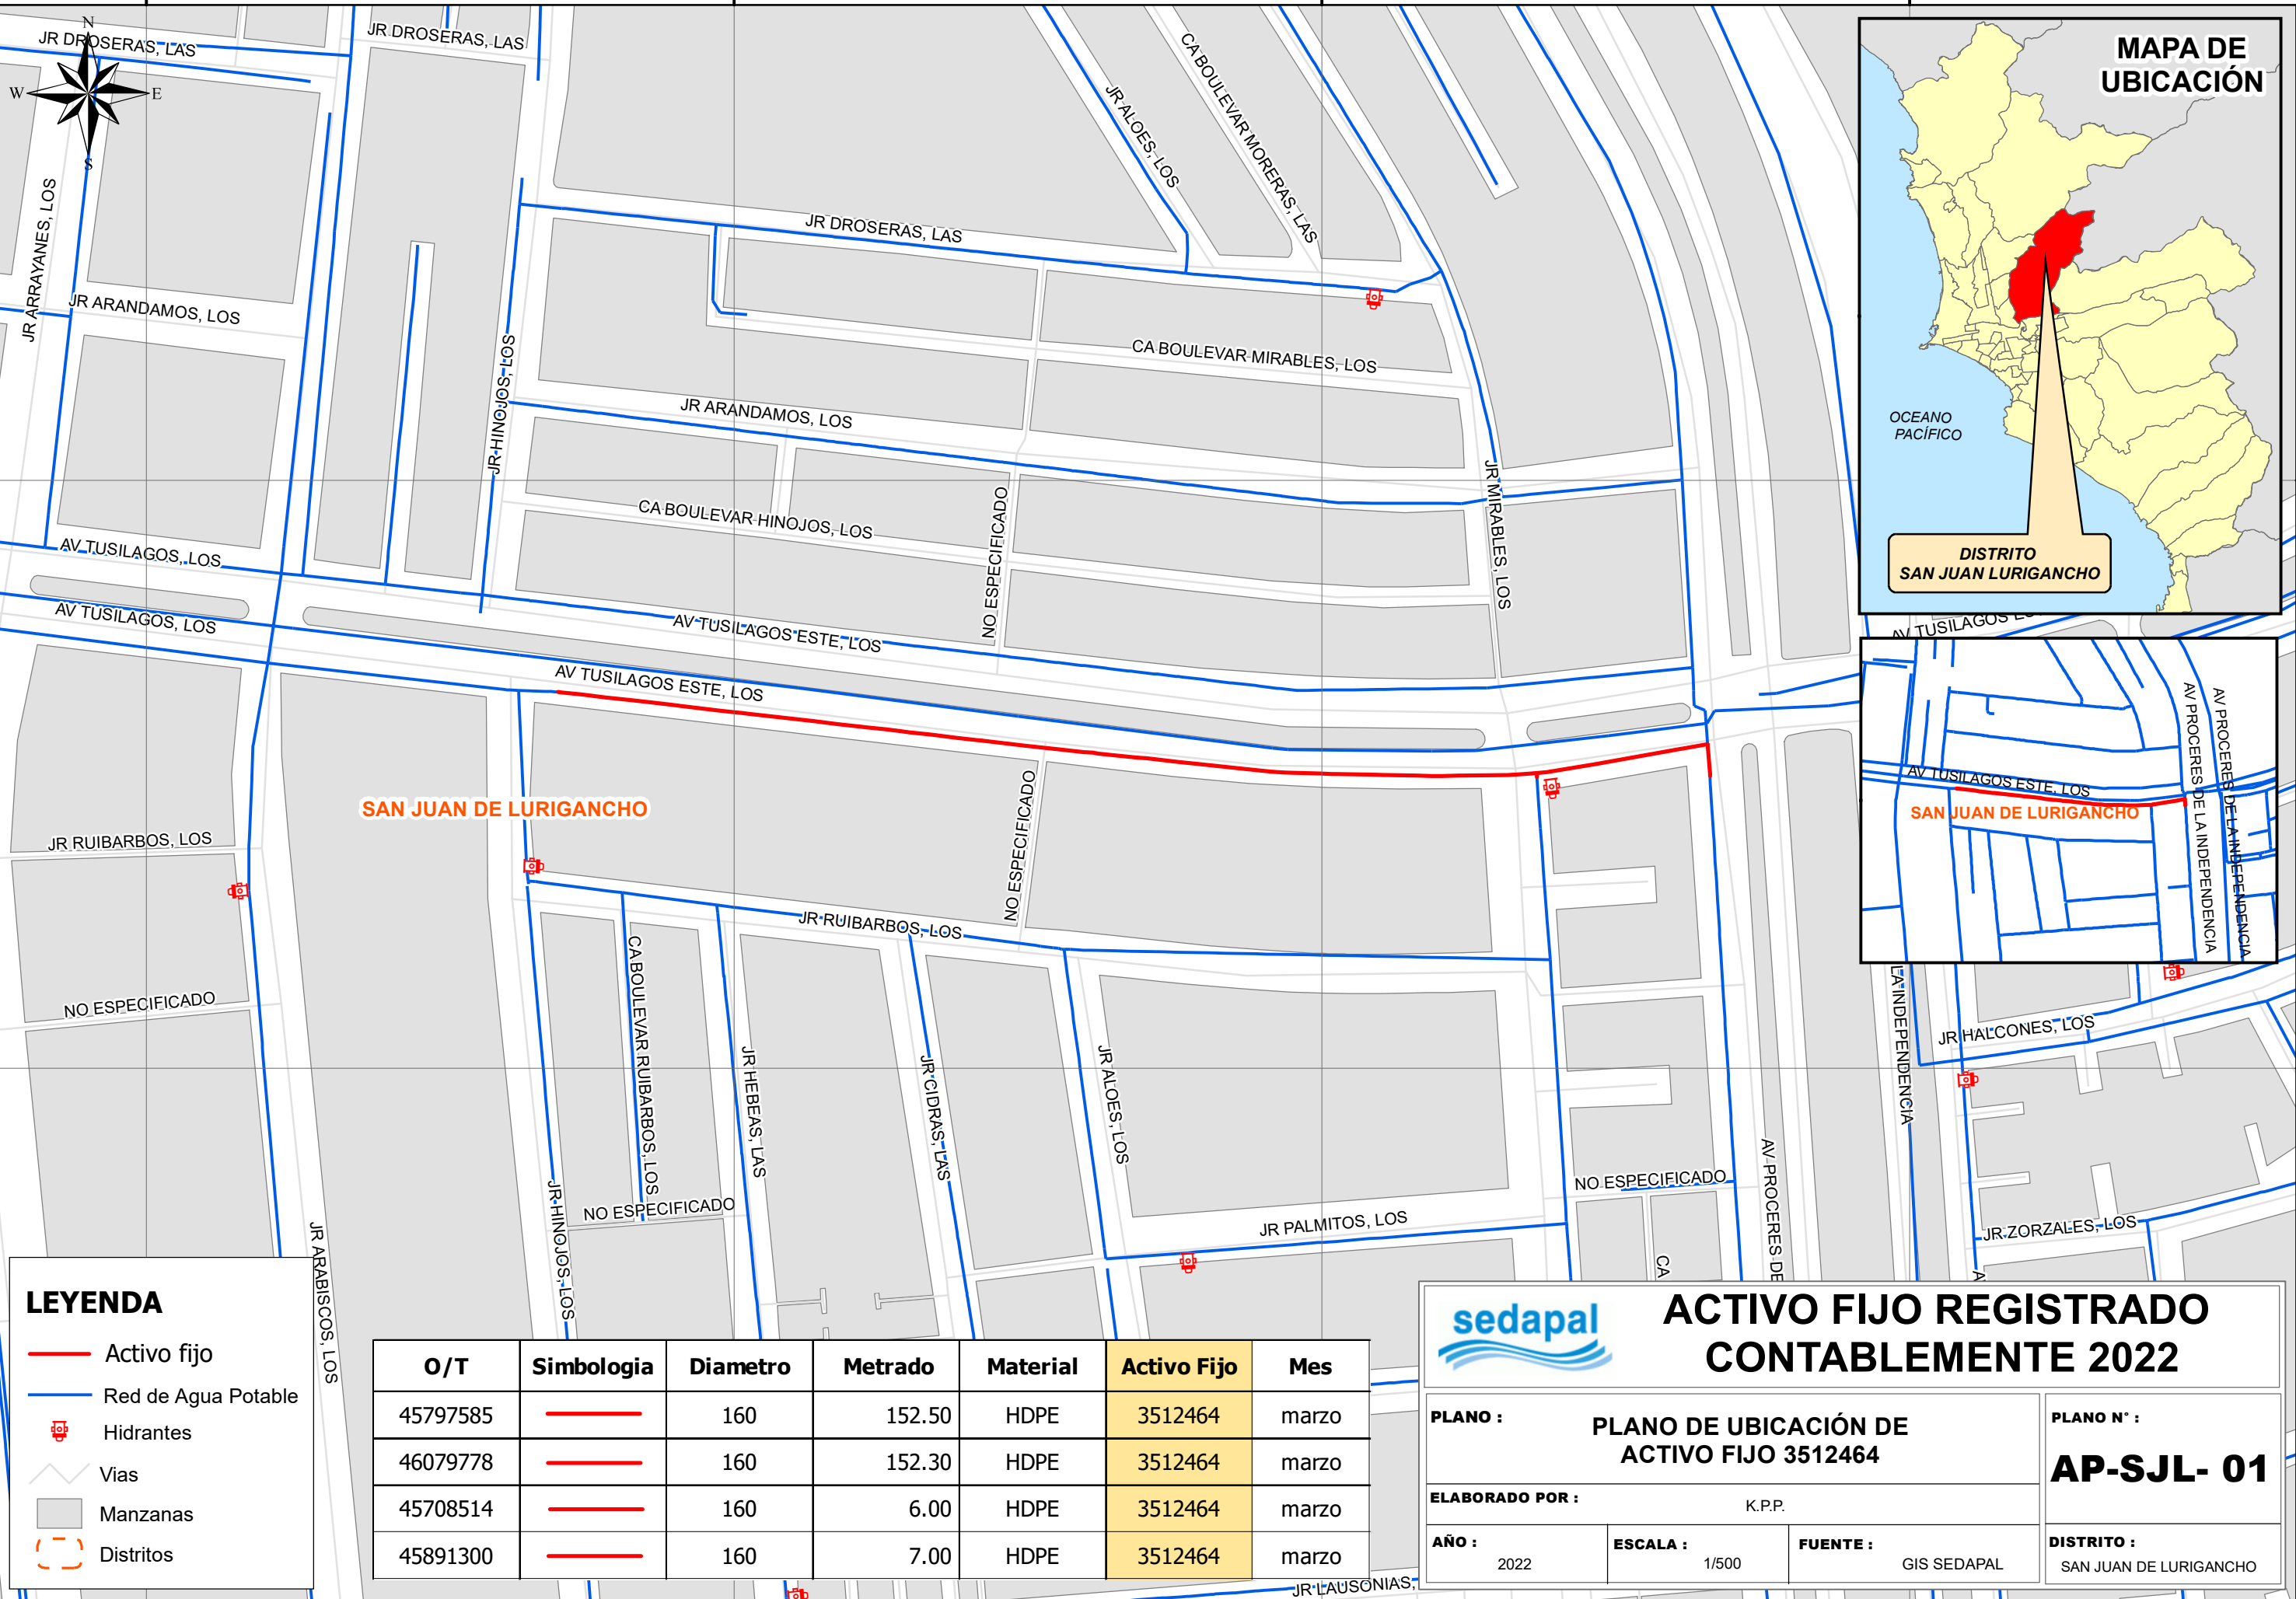 N
W
E
S
JR DROSERAS, LAS
JR DROSERAS, LAS
JR ARRAYANES, LOS
JR ARANDAMOS, LOS
JR HINOJOS, LOS
JR ALOES, LOS
CA BOULEVAR MORERAS, LAS
JR DROSERAS, LAS
CA BOULEVAR MIRABLES, LOS
JR ARANDAMOS, LOS
CA BOULEVAR HINOJOS, LOS
NO ESPECIFICADO
JR MIRABLES, LOS
AV TUSILAGOS, LOS
AV TUSILAGOS, LOS
AV TUSILAGOS ESTE, LOS
AV TUSILAGOS ESTE, LOS
SAN JUAN DE LURIGANCHO
JR RUIBARBOS, LOS
NO ESPECIFICADO
NO ESPECIFICADO
JR RUIBARBOS, LOS
CA BOULEVAR RUIBARBOS, LOS
JR HEBEAS, LAS
JR CIDRAS, LAS
JR ALOES, LOS
JR HINOJOS, LOS
NO ESPECIFICADO
JR ARABISCOS, LOS
JR PALMITOS, LOS
NO ESPECIFICADO
CA
AV PROCERES DE
LA INDEPENDENCIA
JR HALCONES, LOS
JR ZORZALES, LOS
JR LAUSONIAS,
MAPA DE
UBICACIÓN
OCEANO
PACÍFICO
DISTRITO
SAN JUAN LURIGANCHO
AV TUSILAGOS
AV TUSILAGOS ESTE, LOS
SAN JUAN DE LURIGANCHO
AV PROCERES DE LA INDEPENDENCIA
AV PROCERES DE LA INDEPENDENCIA
LEYENDA
Activo fijo
Red de Agua Potable
Hidrantes
Vias
Manzanas
Distritos
O/T Simbologia Diametro Metrado Material Activo Fijo Mes
45797585 160 152.50 HDPE 3512464 marzo
46079778 160 152.30 HDPE 3512464 marzo
45708514 160 6.00 HDPE 3512464 marzo
45891300 160 7.00 HDPE 3512464 marzo
sedapal
ACTIVO FIJO REGISTRADO
CONTABLEMENTE 2022
PLANO :
PLANO DE UBICACIÓN DE
ACTIVO FIJO 3512464
PLANO N° :
AP-SJL- 01
ELABORADO POR :
K.P.P.
AÑO :
2022
ESCALA :
1/500
FUENTE :
GIS SEDAPAL
DISTRITO :
SAN JUAN DE LURIGANCHO